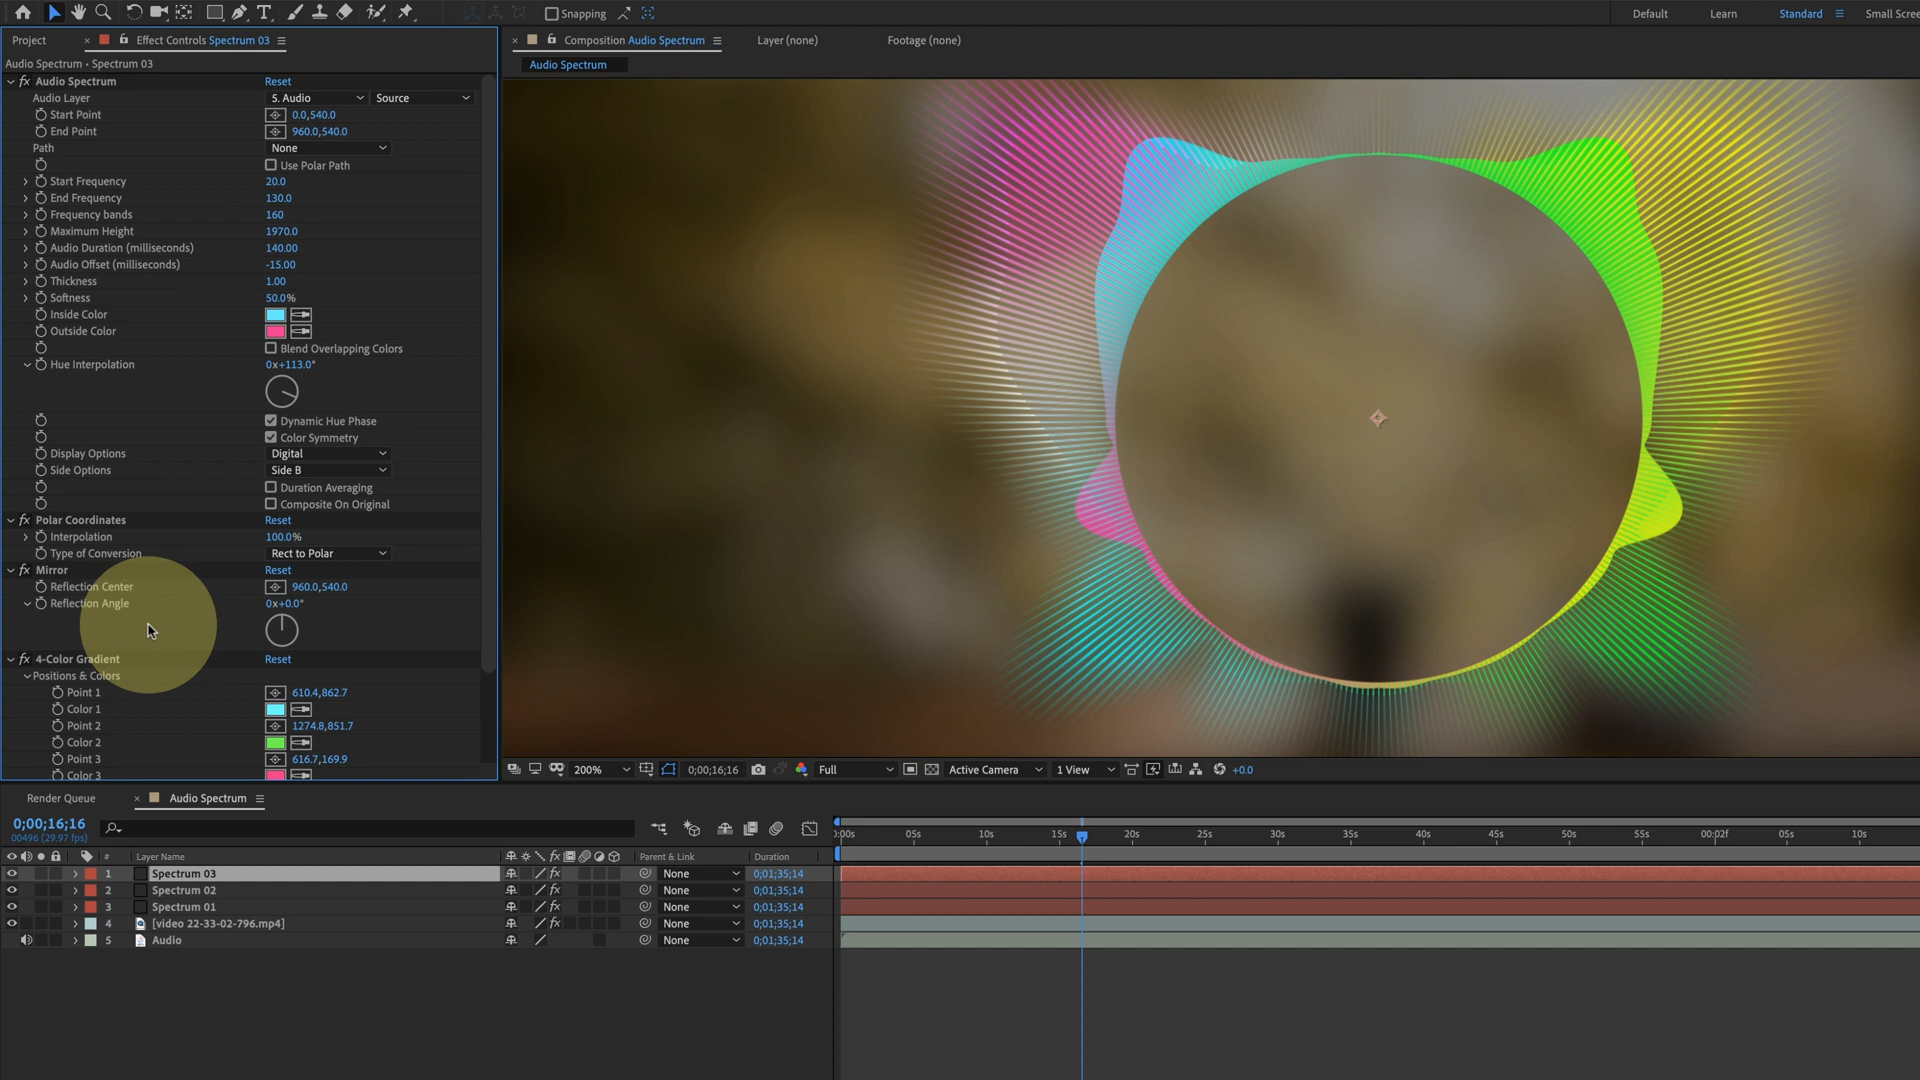 Snapping
Default
Learn
Standard
Small Scree
Project
Effect Controls Spectrum 03
Composition Audio Spectrum
Layer (none)
Footage (none)
Audio Spectrum • Spectrum 03
Audio Spectrum
fx Audio Spectrum Reset
Audio Layer 5. Audio Source
Start Point 0.0,540.0
End Point 960.0,540.0
Path None
Use Polar Path
Start Frequency 20.0
End Frequency 130.0
Frequency bands 160
Maximum Height 1970.0
Audio Duration (milliseconds) 140.00
Audio Offset (milliseconds) -15.00
Thickness 1.00
Softness 50.0%
Inside Color
Outside Color
Blend Overlapping Colors
Hue Interpolation 0x+113.0°
Dynamic Hue Phase
Color Symmetry
Display Options Digital
Side Options Side B
Duration Averaging
Composite On Original
fx Polar Coordinates Reset
Interpolation 100.0%
Type of Conversion Rect to Polar
fx Mirror Reset
Reflection Center 960.0,540.0
Reflection Angle 0x+0.0°
fx 4-Color Gradient Reset
Positions & Colors
Point 1 610.4,862.7
Color 1
Point 2 1274.8,851.7
Color 2
Point 3 616.7,169.9
Color 3
200% 0;00;16;16 Full Active Camera 1 View +0.0
Render Queue
Audio Spectrum
0;00;16;16
00496 (29.97 fps)
0:00s 05s 10s 15s 20s 25s 30s 35s 40s 45s 50s 55s 00:02f 05s 10s
# Layer Name fx Parent & Link Duration
1 Spectrum 03 fx None 0;01;35;14
2 Spectrum 02 fx None 0;01;35;14
3 Spectrum 01 fx None 0;01;35;14
4 [video 22-33-02-796.mp4] fx None 0;01;35;14
5 Audio None 0;01;35;14